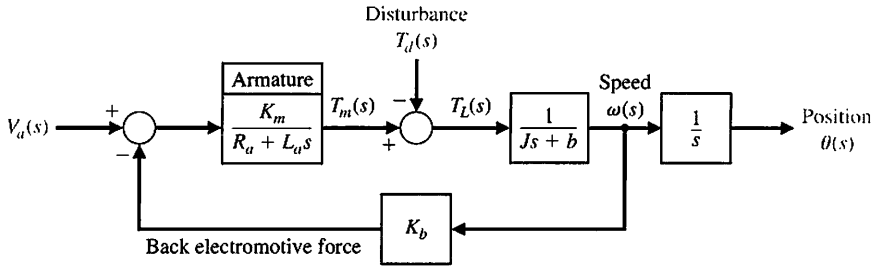 Disturbance
T_d(s)
Armature
Speed
V_a(s)
+
−
K_m
R_a + L_a s
T_m(s)
−
+
T_L(s)
1
Js + b
ω(s)
1
s
Position
θ(s)
K_b
Back electromotive force